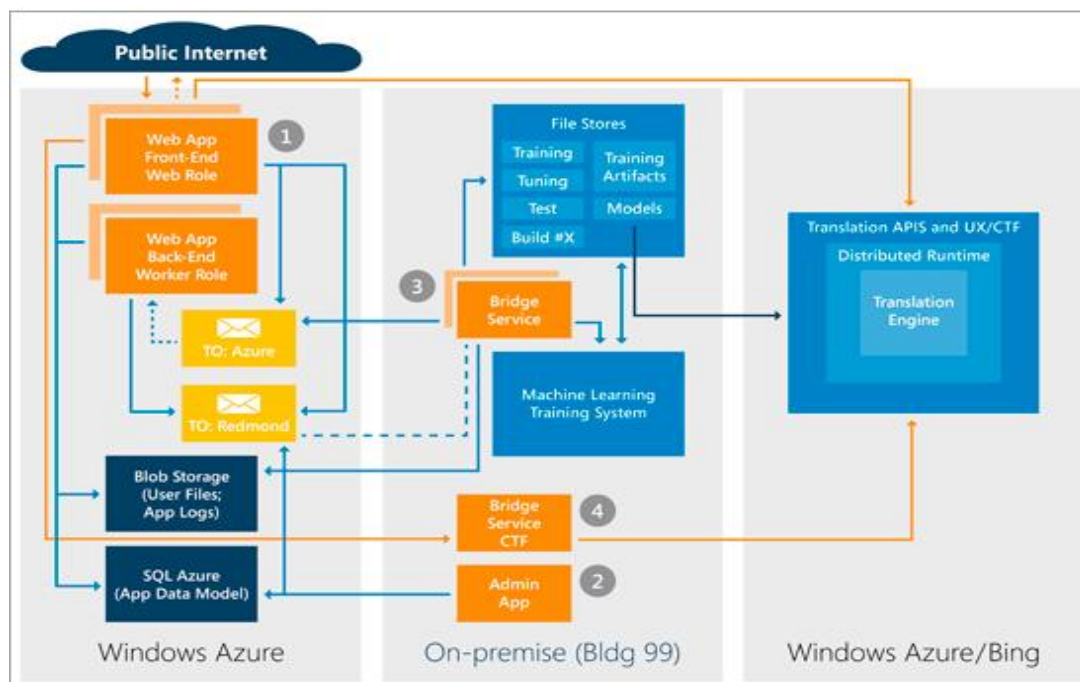 Public Internet
Web App
Front-End
Web Role
1
Web App
Back-End
Worker Role
TO: Azure
TO: Redmond
Blob Storage
(User Files;
App Logs)
SQL Azure
(App Data Model)
Windows Azure
File Stores
Training
Tuning
Test
Build #X
Training
Artifacts
Models
3
Bridge
Service
Machine Learning
Training System
Bridge
Service
CTF
4
Admin
App
2
On-premise (Bldg 99)
Translation APIS and UX/CTF
Distributed Runtime
Translation
Engine
Windows Azure/Bing